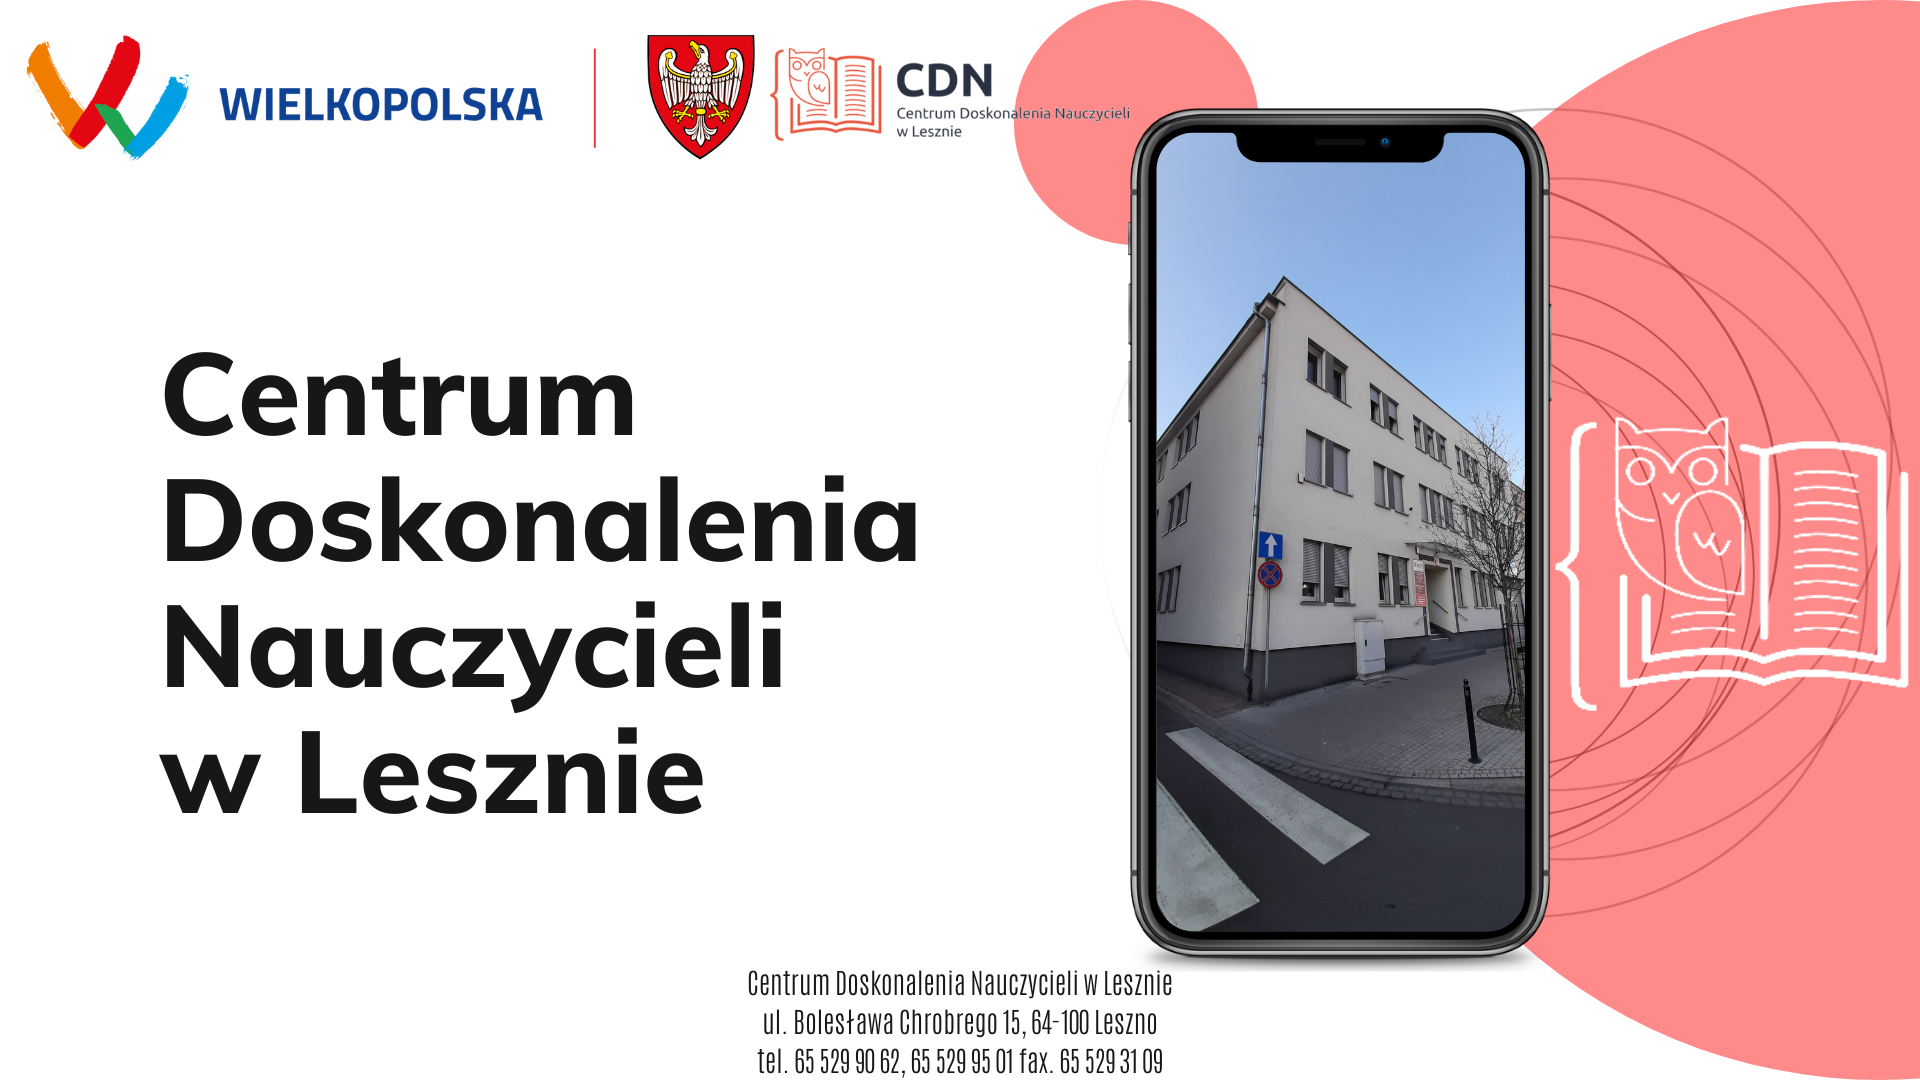 WIELKOPOLSKA
CDN
Centrum Doskonalenia Nauczycieli
w Lesznie
Centrum
Doskonalenia
Nauczycieli
w Lesznie
Centrum Doskonalenia Nauczycieli w Lesznie
ul. Bolesława Chrobrego 15, 64-100 Leszno
tel. 65 529 90 62, 65 529 95 01 fax. 65 529 31 09